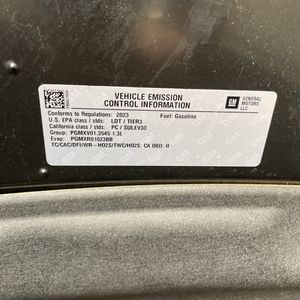 VEHICLE EMISSION
CONTROL INFORMATION
GM
GENERAL
MOTORS
LLC
Conforms to Regulations: 2023
Fuel: Gasoline
U.S. EPA class / stds: LDT / TIER3
California class / stds: PC / SULEV30
Group: PGMXV01.3545 1.3L
Evap: PGMXR01023BB
TC/CAC/DFI/WR-HO2S/TWC/HO2S, CA OBD: II